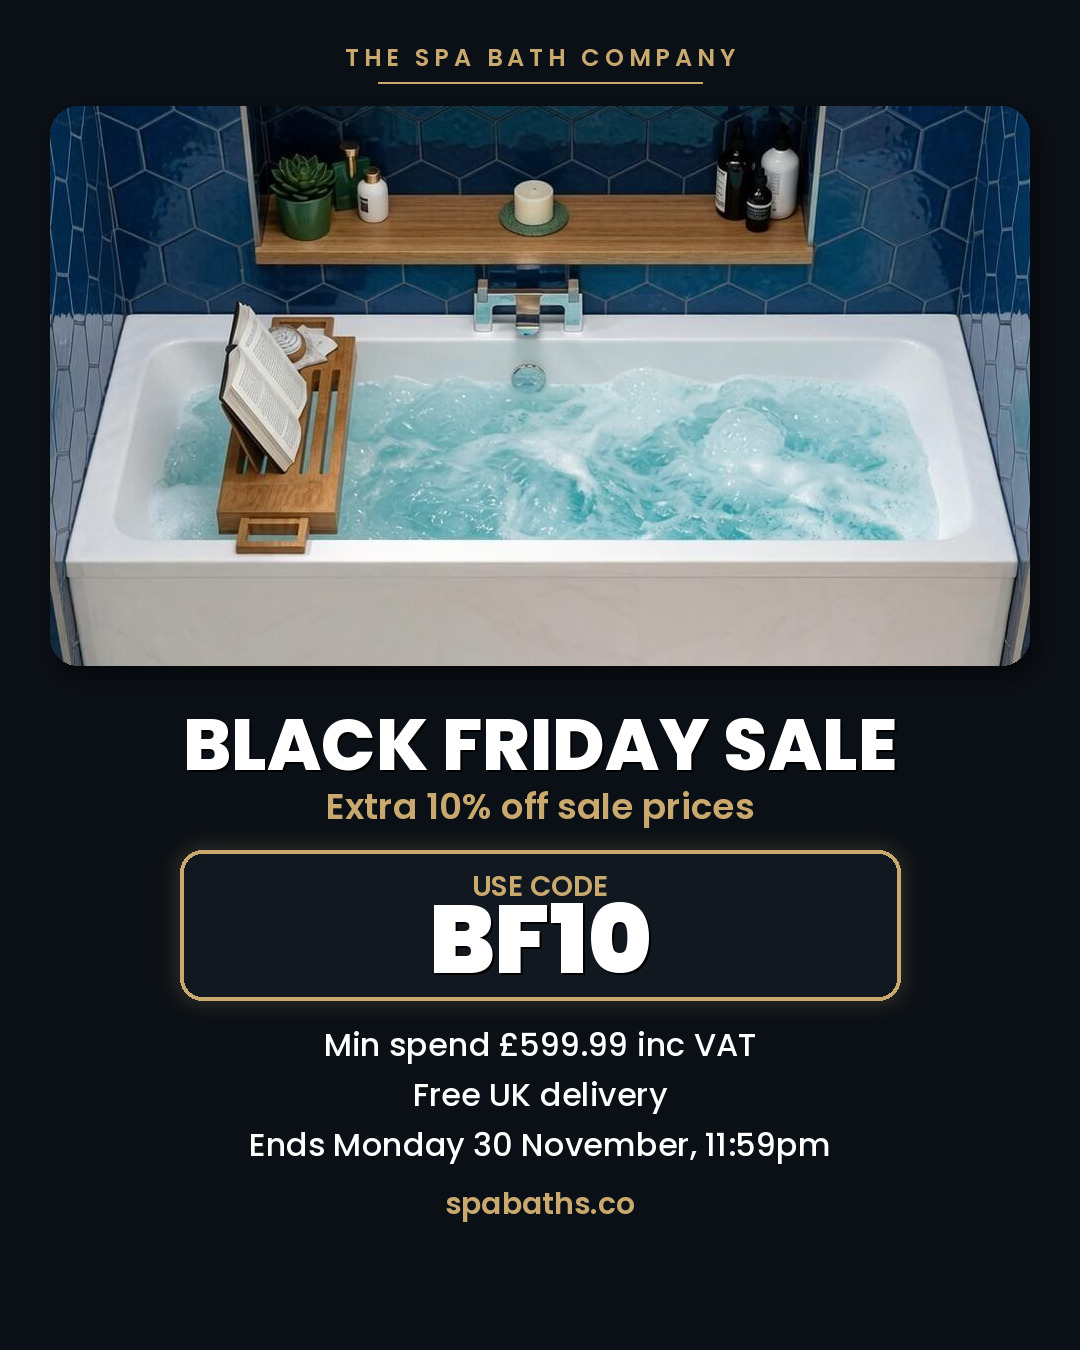 THE SPA BATH COMPANY
BLACK FRIDAY SALE
Extra 10% off sale prices
USE CODE
BF10
Min spend £599.99 inc VAT
Free UK delivery
Ends Monday 30 November, 11:59pm
spabaths.co